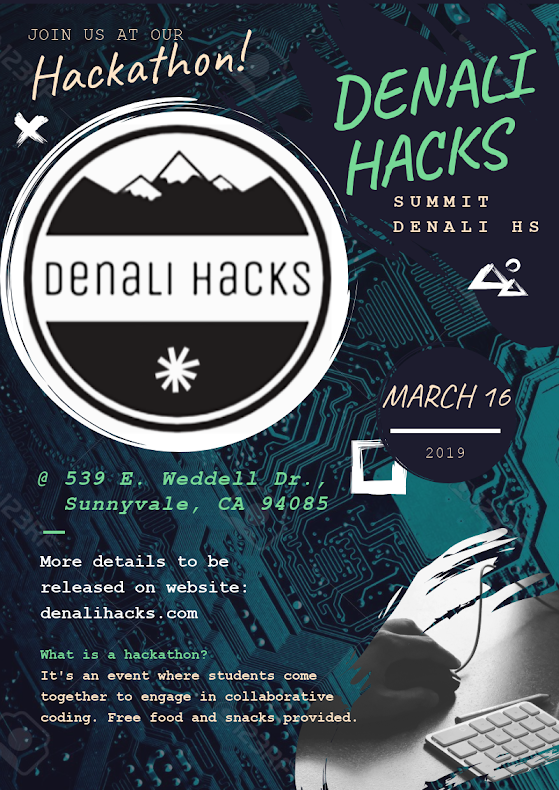 JOIN US AT OUR
Hackathon!
DENALI
HACKS
SUMMIT
DENALI HS
DENALI HACKS
MARCH 16
2019
@ 539 E. Weddell Dr.,
Sunnyvale, CA 94085
More details to be
released on website:
denalihacks.com
What is a hackathon?
It's an event where students come
together to engage in collaborative
coding. Free food and snacks provided.